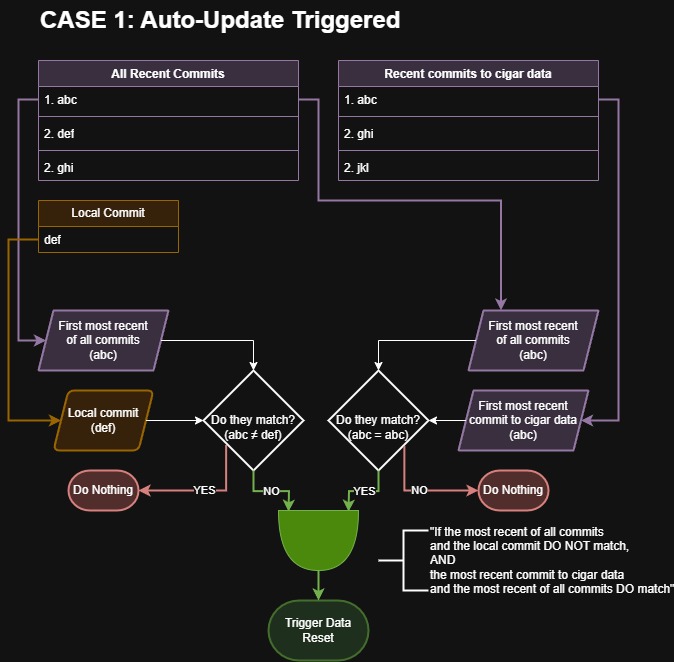 CASE 1: Auto-Update Triggered
All Recent Commits
1. abc
2. def
2. ghi
Recent commits to cigar data
1. abc
2. ghi
2. jkl
Local Commit
def
First most recent
of all commits
(abc)
First most recent
of all commits
(abc)
Local commit
(def)
Do they match?
(abc ≠ def)
Do they match?
(abc = abc)
First most recent
commit to cigar data
(abc)
Do Nothing
YES
NO
YES
NO
Do Nothing
"If the most recent of all commits
and the local commit DO NOT match,
AND
the most recent commit to cigar data
and the most recent of all commits DO match"
Trigger Data
Reset